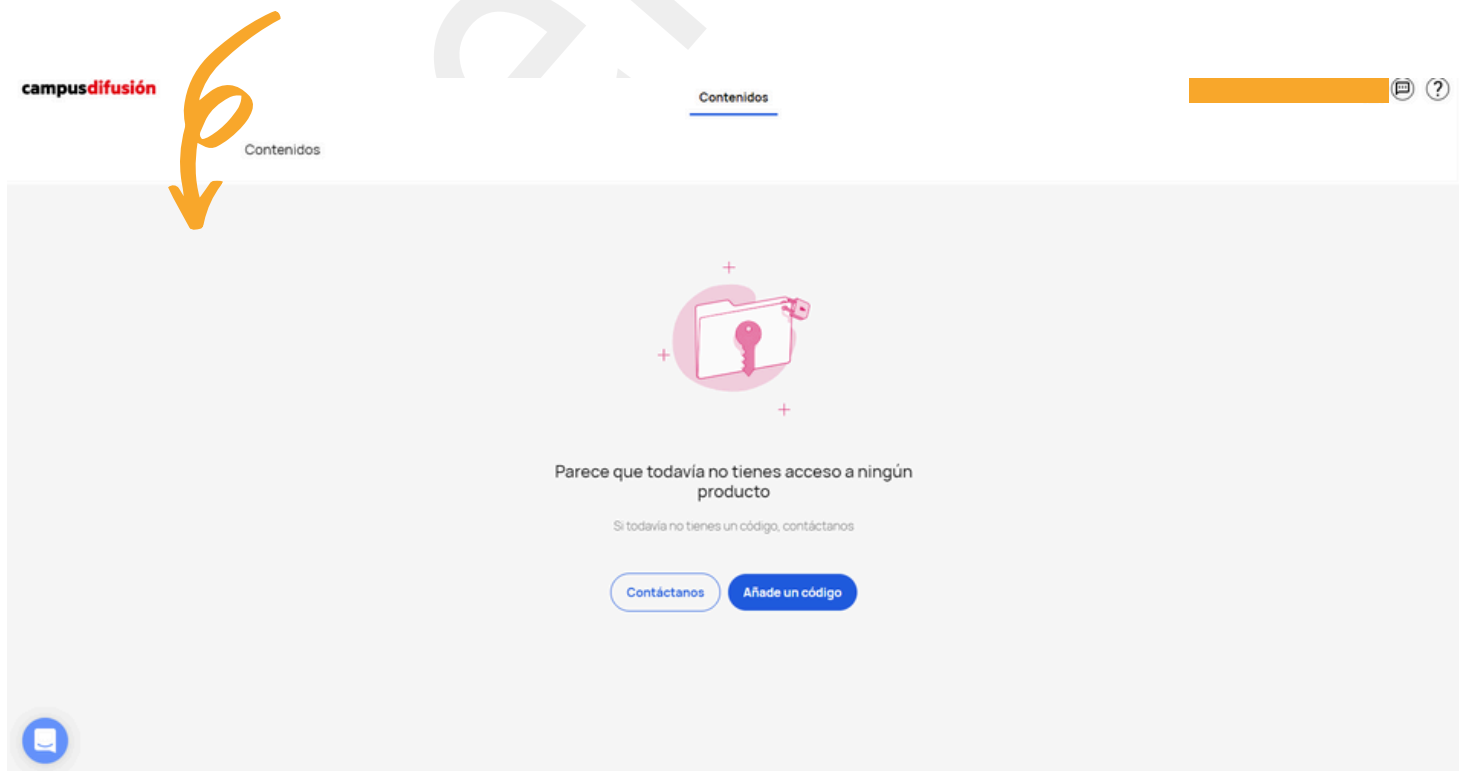 campusdifusión
Contenidos
Contenidos
Parece que todavía no tienes acceso a ningún
producto
Si todavía no tienes un código, contáctanos
Contáctanos
Añade un código